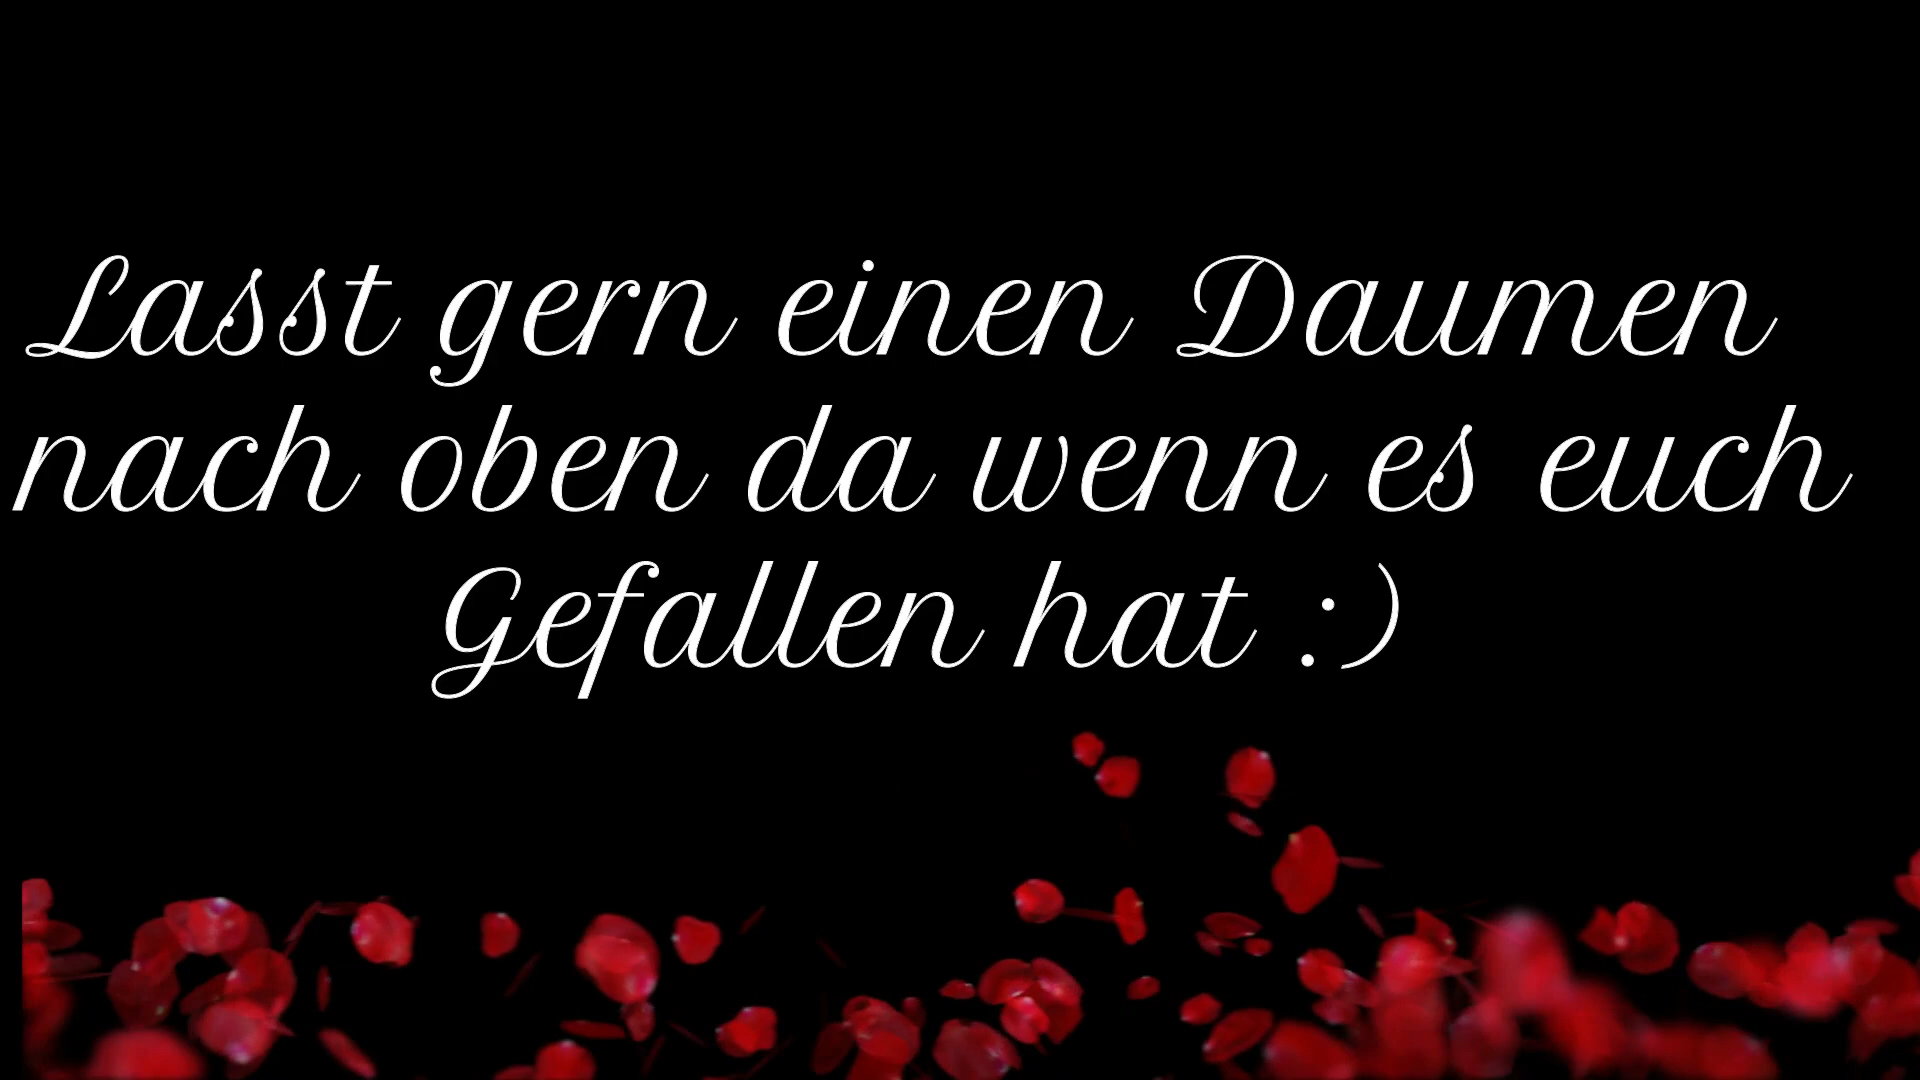 Lasst gern einen Daumen
nach oben da wenn es euch
Gefallen hat :)